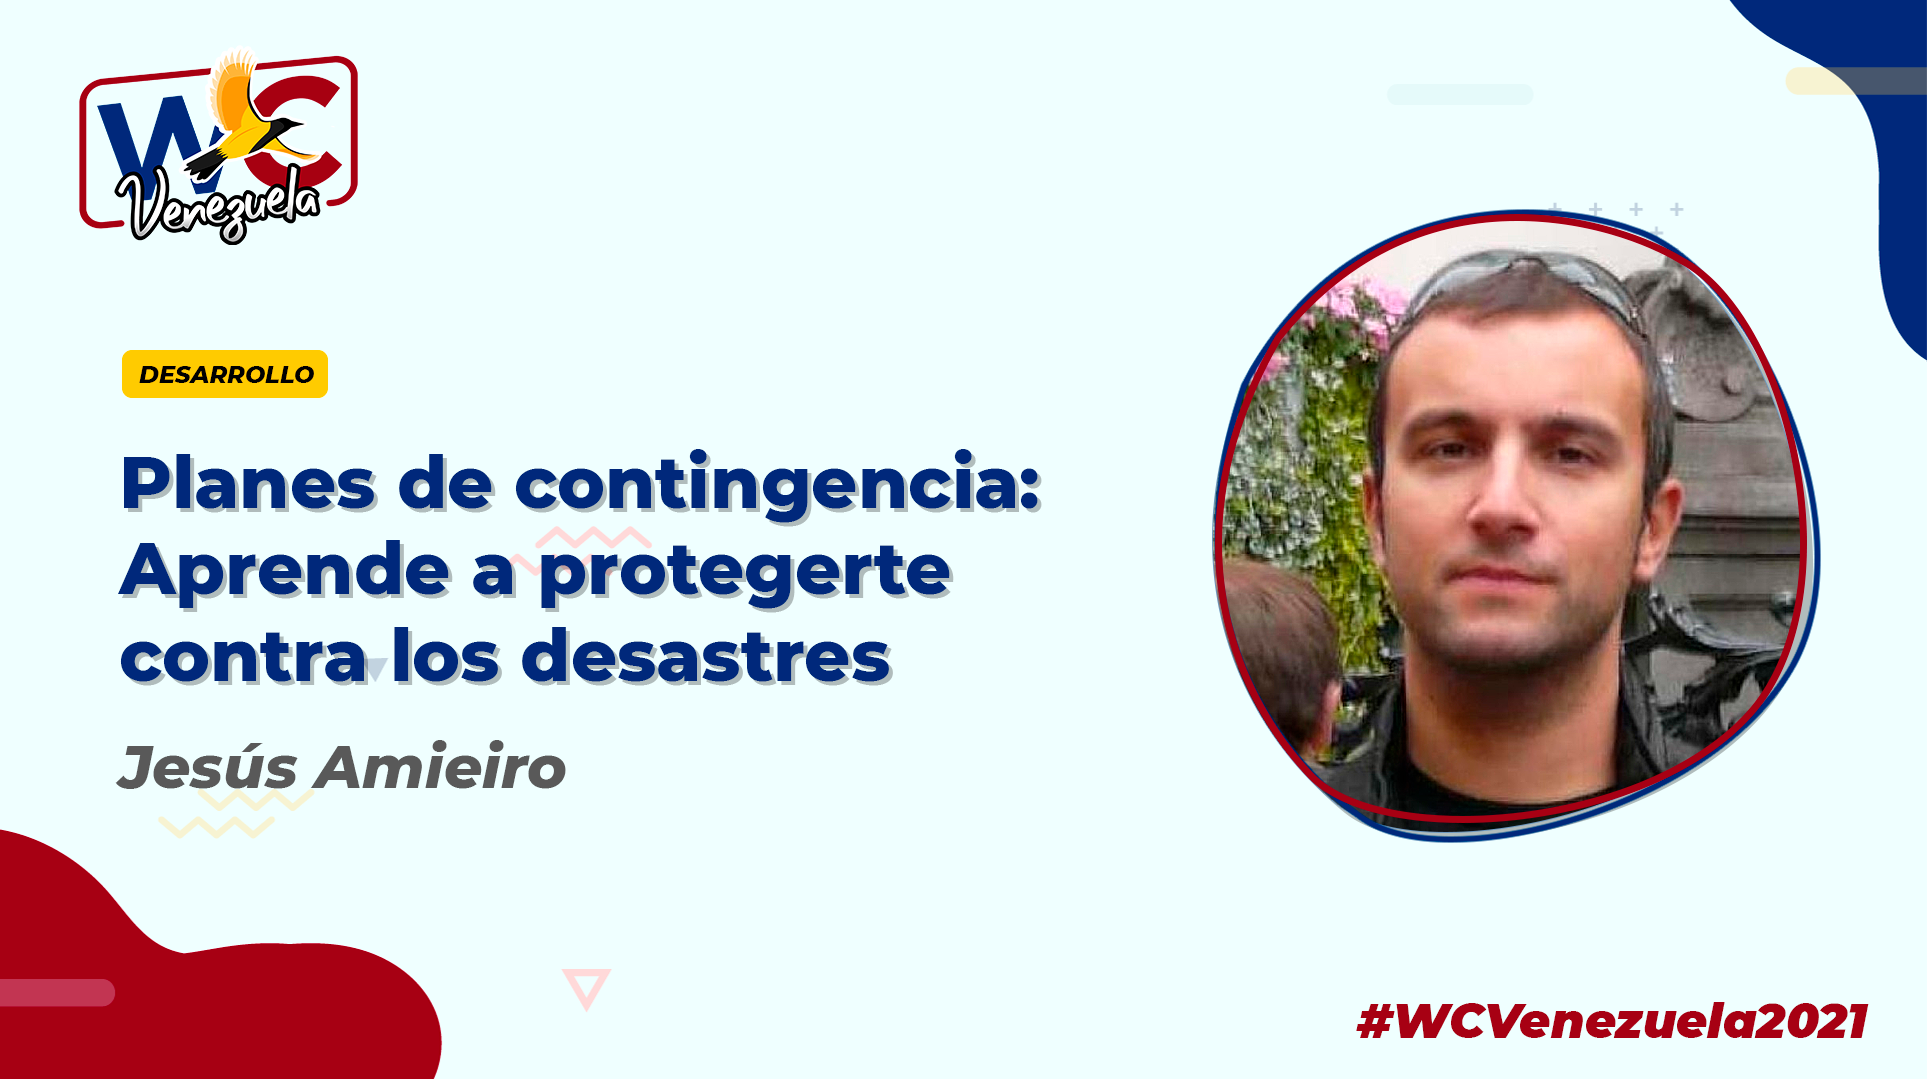 WC
Venezuela
DESARROLLO
Planes de contingencia:
Aprende a protegerte
contra los desastres
Jesús Amieiro
#WCVenezuela2021